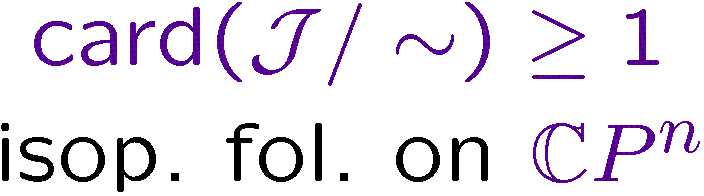 card(𝒥/ ∼) ≥ 1
isop. fol. on ℂPⁿ